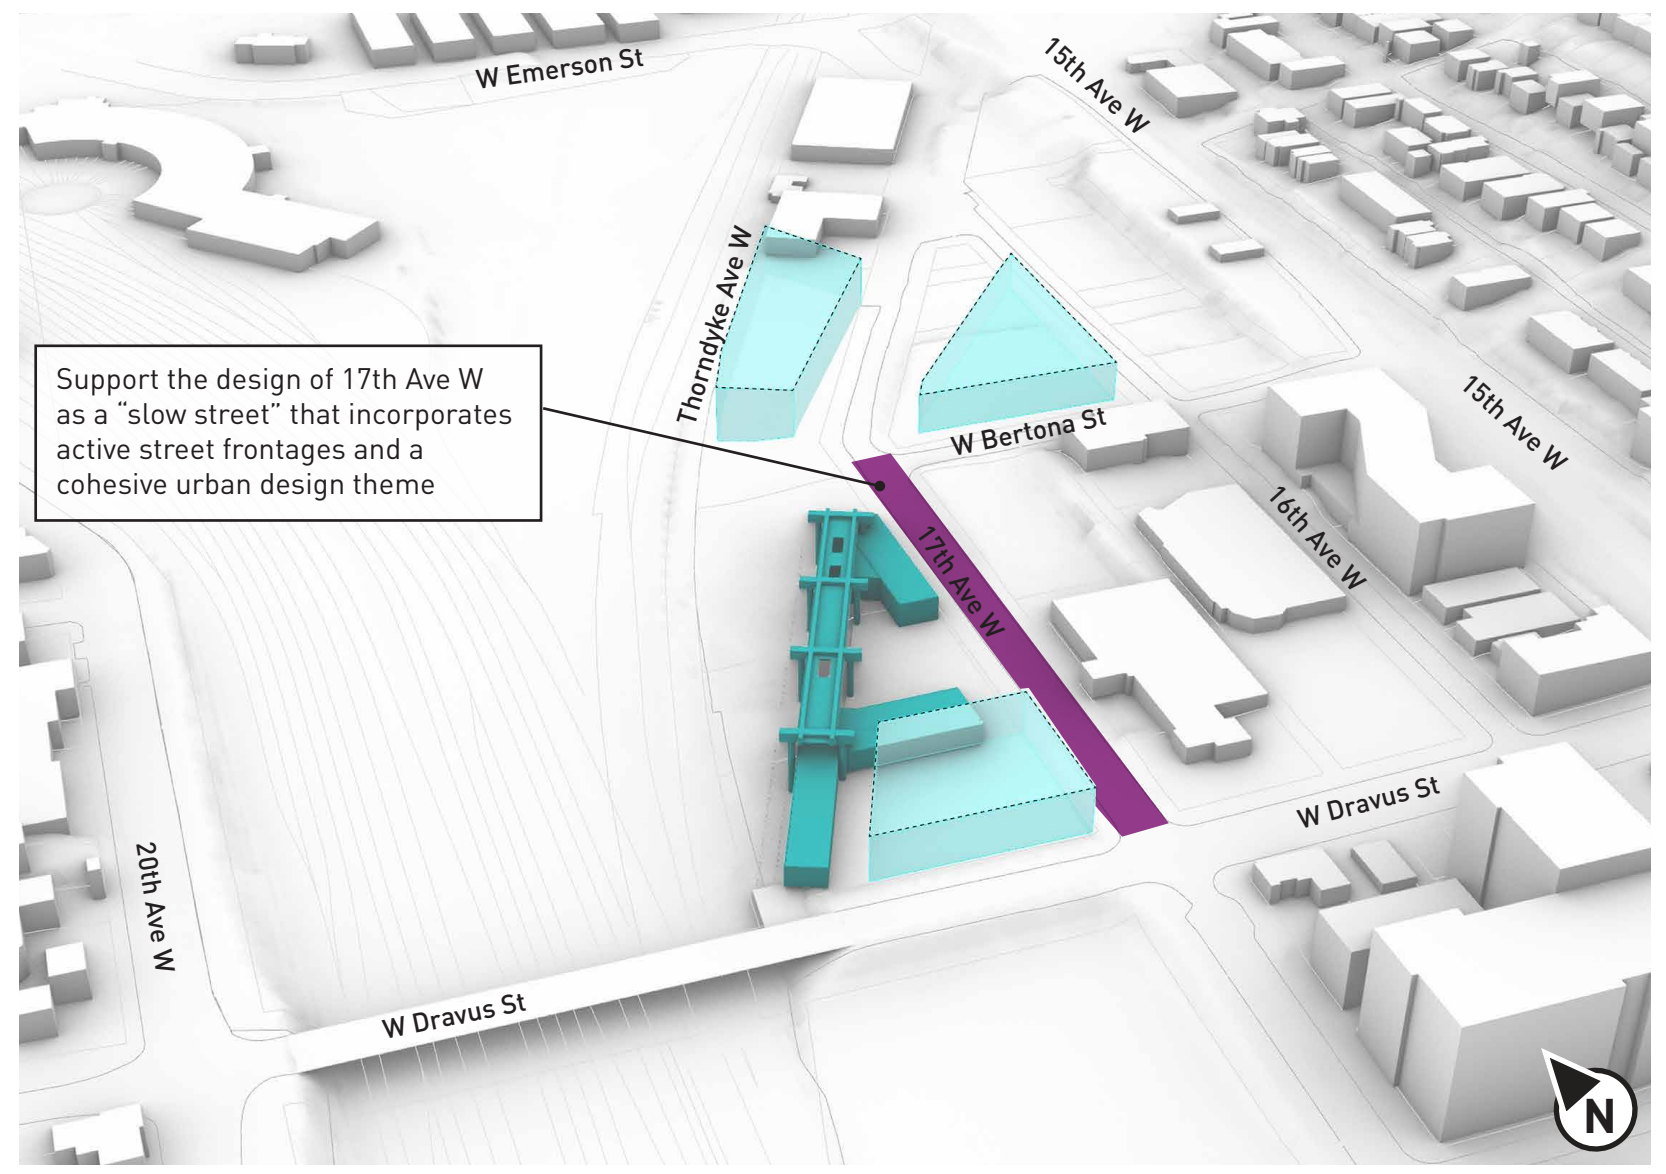 W Emerson St
15th Ave W
Thorndyke Ave W
Support the design of 17th Ave W
as a “slow street” that incorporates
active street frontages and a
cohesive urban design theme
15th Ave W
W Bertona St
16th Ave W
17th Ave W
W Dravus St
20th Ave W
W Dravus St
N